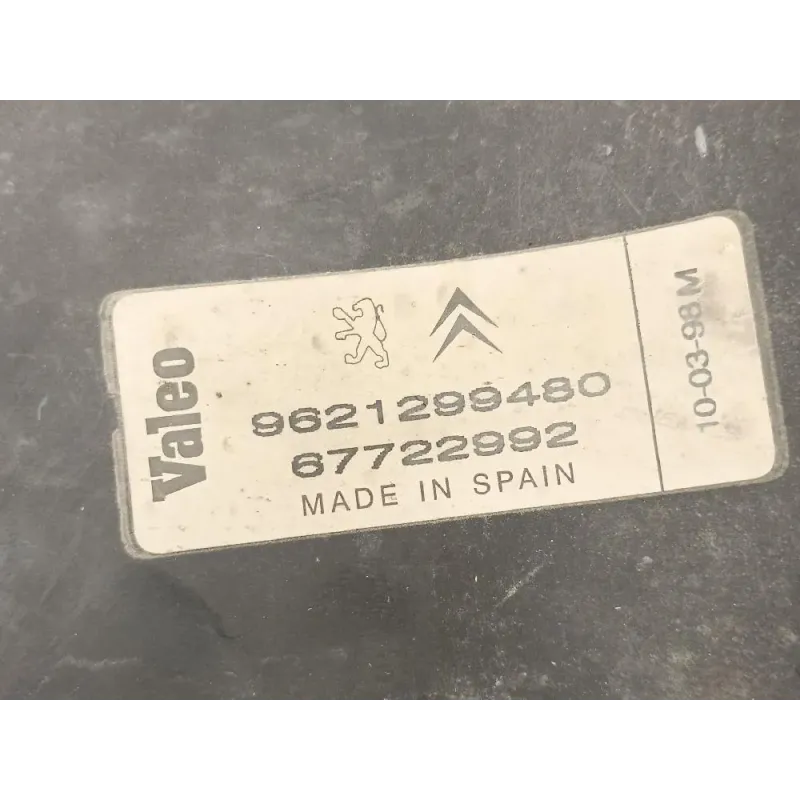 Valeo
9621299480
67722992
MADE IN SPAIN
10-03-98 M